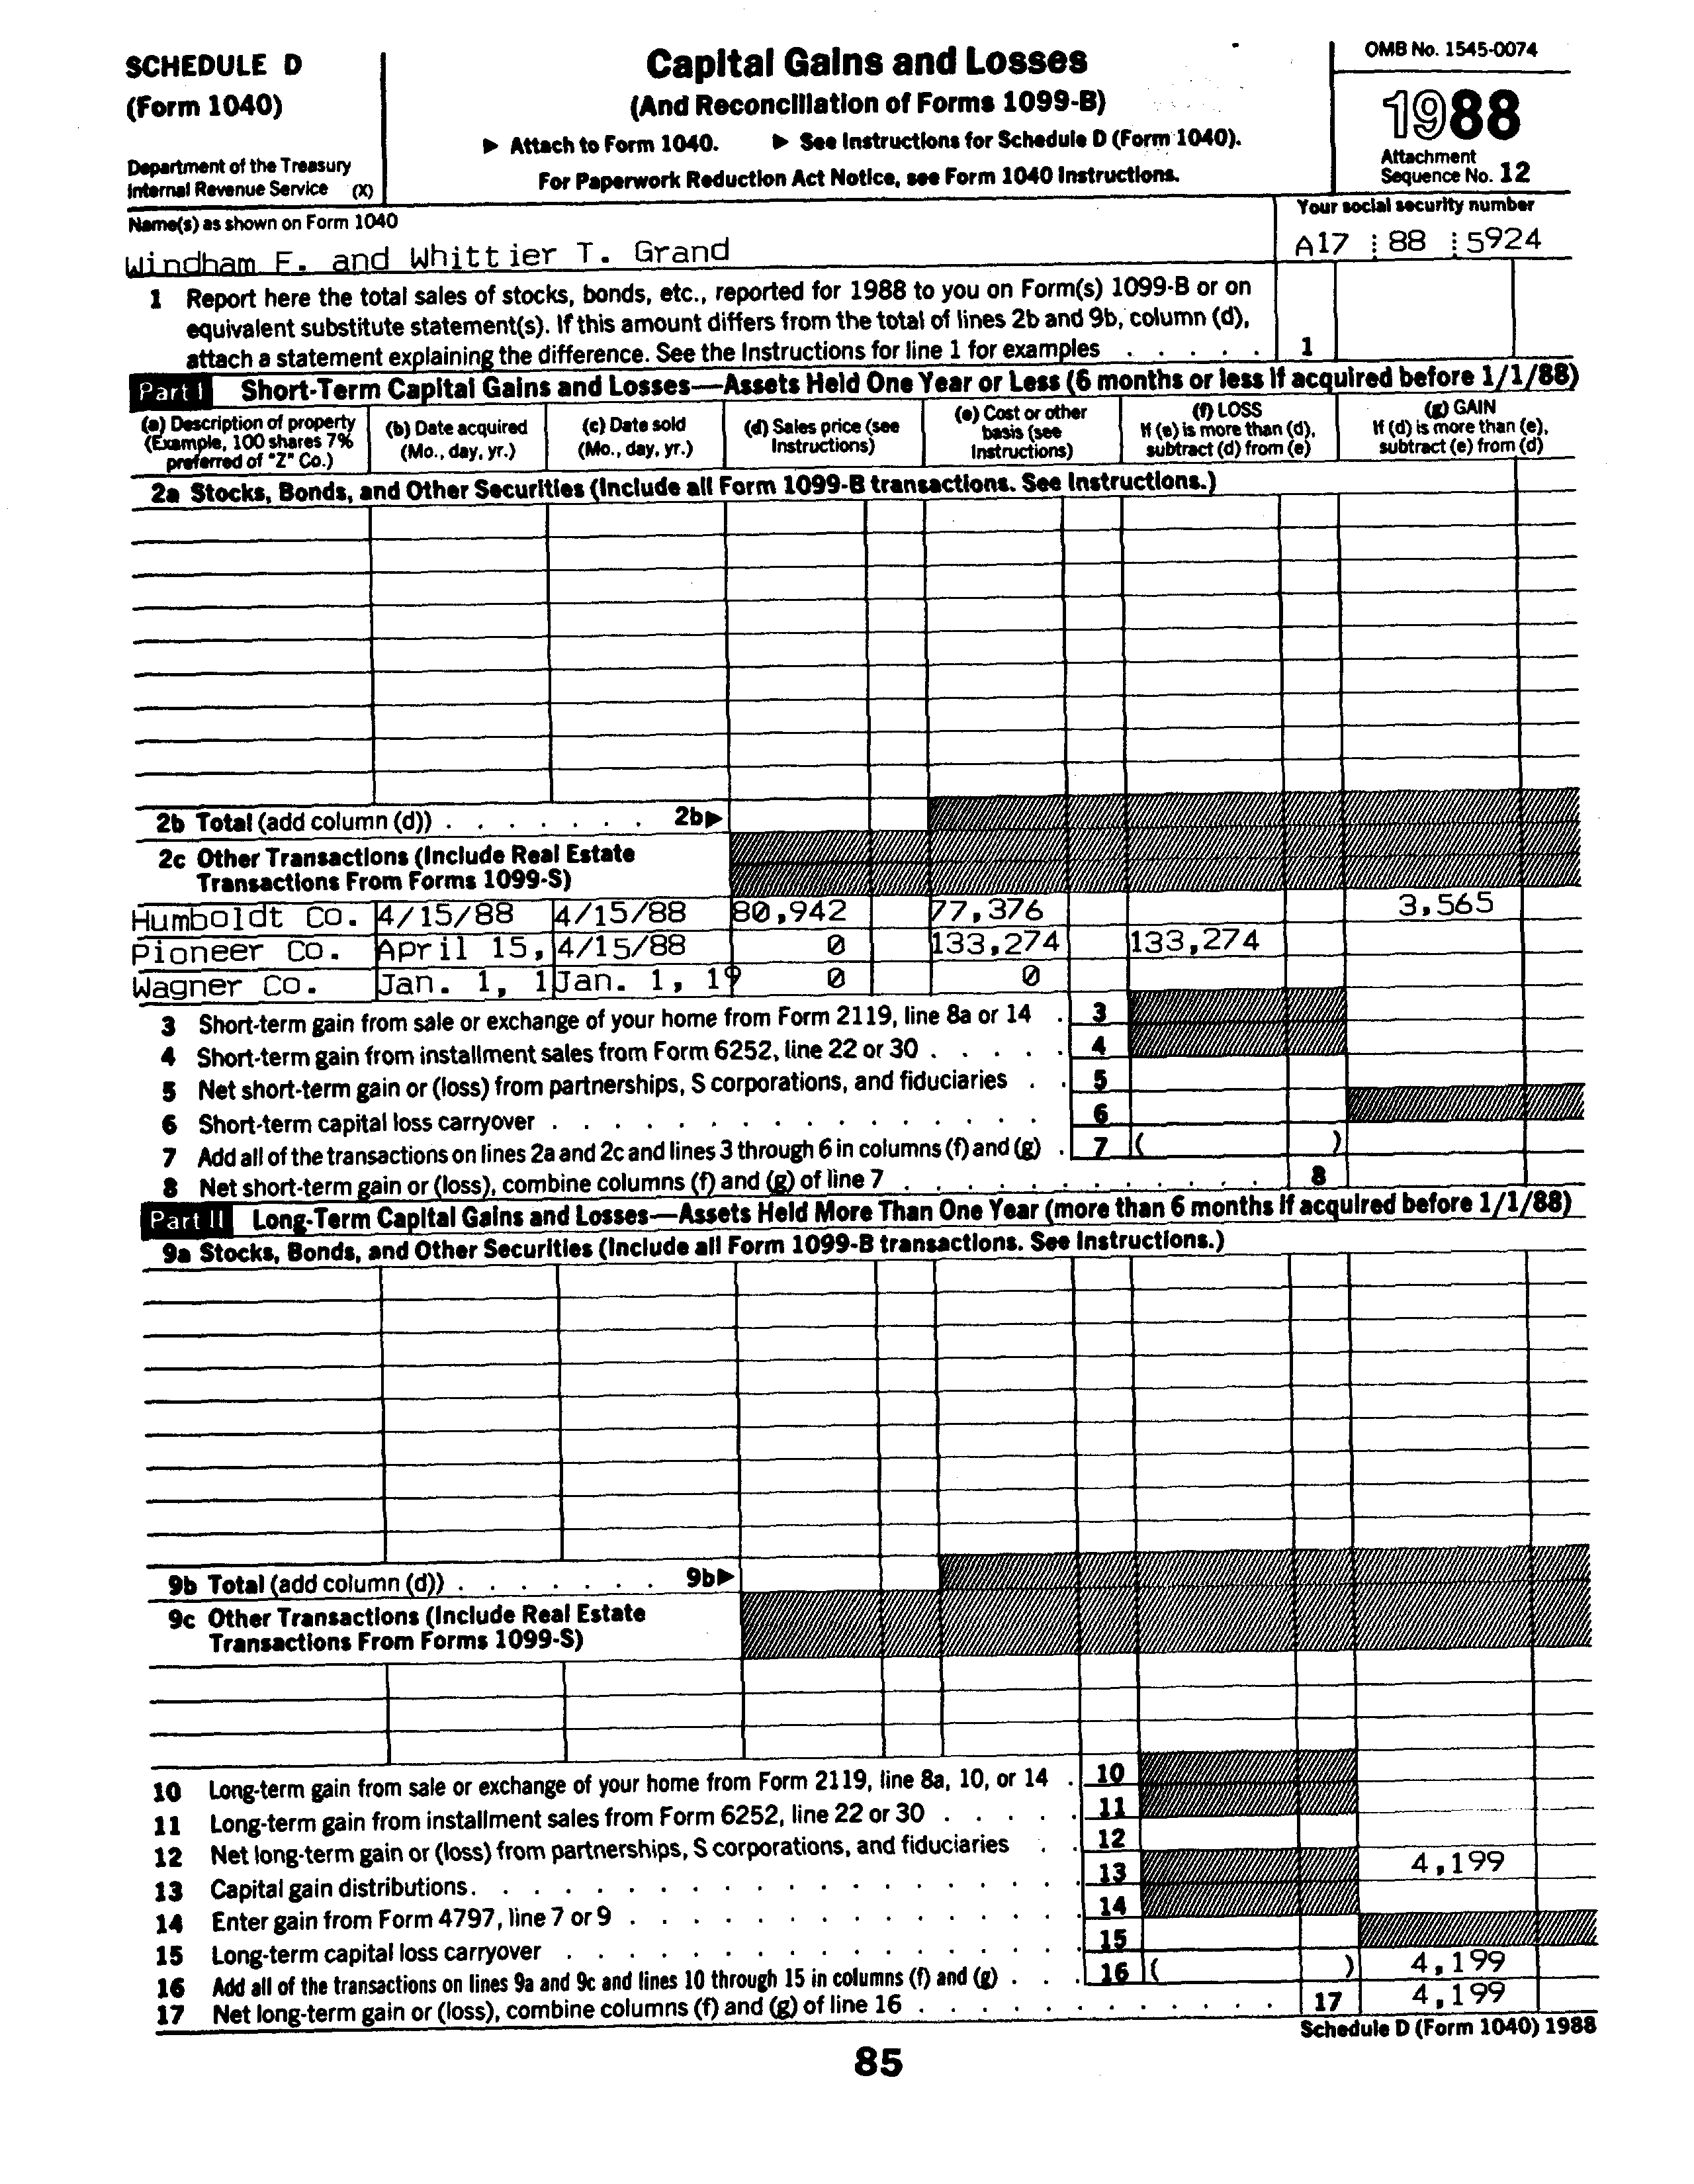 SCHEDULE D
(Form 1040)
Department of the Treasury
Internal Revenue Service (X)
Capital Gains and Losses
(And Reconciliation of Forms 1099-B)
▶ Attach to Form 1040. ▶ See Instructions for Schedule D (Form 1040).
For Paperwork Reduction Act Notice, see Form 1040 Instructions.
OMB No. 1545-0074
1988
Attachment
Sequence No. 12
Name(s) as shown on Form 1040
Windham F. and Whittier T. Grand
Your social security number
A17 88 5924
1 Report here the total sales of stocks, bonds, etc., reported for 1988 to you on Form(s) 1099-B or on
equivalent substitute statement(s). If this amount differs from the total of lines 2b and 9b, column (d),
attach a statement explaining the difference. See the Instructions for line 1 for examples . . . . . 1
Part I Short-Term Capital Gains and Losses—Assets Held One Year or Less (6 months or less if acquired before 1/1/88)
(a) Description of property
(Example, 100 shares 7%
preferred of "Z" Co.)
(b) Date acquired
(Mo., day, yr.)
(c) Date sold
(Mo., day, yr.)
(d) Sales price (see
Instructions)
(e) Cost or other
basis (see
Instructions)
(f) LOSS
If (e) is more than (d),
subtract (d) from (e)
(g) GAIN
If (d) is more than (e),
subtract (e) from (d)
2a Stocks, Bonds, and Other Securities (Include all Form 1099-B transactions. See Instructions.)
2b Total (add column (d)) . . . . . . . 2b▶
2c Other Transactions (Include Real Estate
Transactions From Forms 1099-S)
Humboldt Co. 4/15/88 4/15/88 80,942 77,376 3,565
Pioneer Co. April 15, 4/15/88 0 133,274 133,274
Wagner Co. Jan. 1, 1 Jan. 1, 19 0 0
3 Short-term gain from sale or exchange of your home from Form 2119, line 8a or 14 . 3
4 Short-term gain from installment sales from Form 6252, line 22 or 30 . . . . . 4
5 Net short-term gain or (loss) from partnerships, S corporations, and fiduciaries . . 5
6 Short-term capital loss carryover . . . . . . . . . . . . . . . 6
7 Add all of the transactions on lines 2a and 2c and lines 3 through 6 in columns (f) and (g) . 7 ( )
8 Net short-term gain or (loss), combine columns (f) and (g) of line 7 . . . . . . . . . . . . 8
Part II Long-Term Capital Gains and Losses—Assets Held More Than One Year (more than 6 months if acquired before 1/1/88)
9a Stocks, Bonds, and Other Securities (Include all Form 1099-B transactions. See Instructions.)
9b Total (add column (d)) . . . . . . . 9b▶
9c Other Transactions (Include Real Estate
Transactions From Forms 1099-S)
10 Long-term gain from sale or exchange of your home from Form 2119, line 8a, 10, or 14 . 10
11 Long-term gain from installment sales from Form 6252, line 22 or 30 . . . . . 11
12 Net long-term gain or (loss) from partnerships, S corporations, and fiduciaries . . 12
13 Capital gain distributions . . . . . . . . . . . . . . . . . 13 4,199
14 Enter gain from Form 4797, line 7 or 9 . . . . . . . . . . . . 14
15 Long-term capital loss carryover . . . . . . . . . . . . . . 15
16 Add all of the transactions on lines 9a and 9c and lines 10 through 15 in columns (f) and (g) . . . 16 ( ) 4,199
17 Net long-term gain or (loss), combine columns (f) and (g) of line 16 . . . . . . . . . . . . 17 4,199
Schedule D (Form 1040) 1988
85